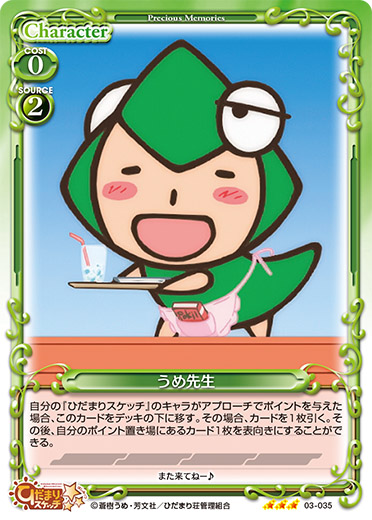 Precious Memories
Character
COST
0
SOURCE
2
うめ先生
自分の『ひだまりスケッチ』のキャラがアプローチでポイントを与えた
場合、このカードをデッキの下に移す。その場合、カードを1枚引く。そ
の後、自分のポイント置き場にあるカード1枚を表向きにすることがで
きる。
また来てねー♪
ひだまり
スケッチ
©蒼樹うめ・芳文社／ひだまり荘管理組合
03-035